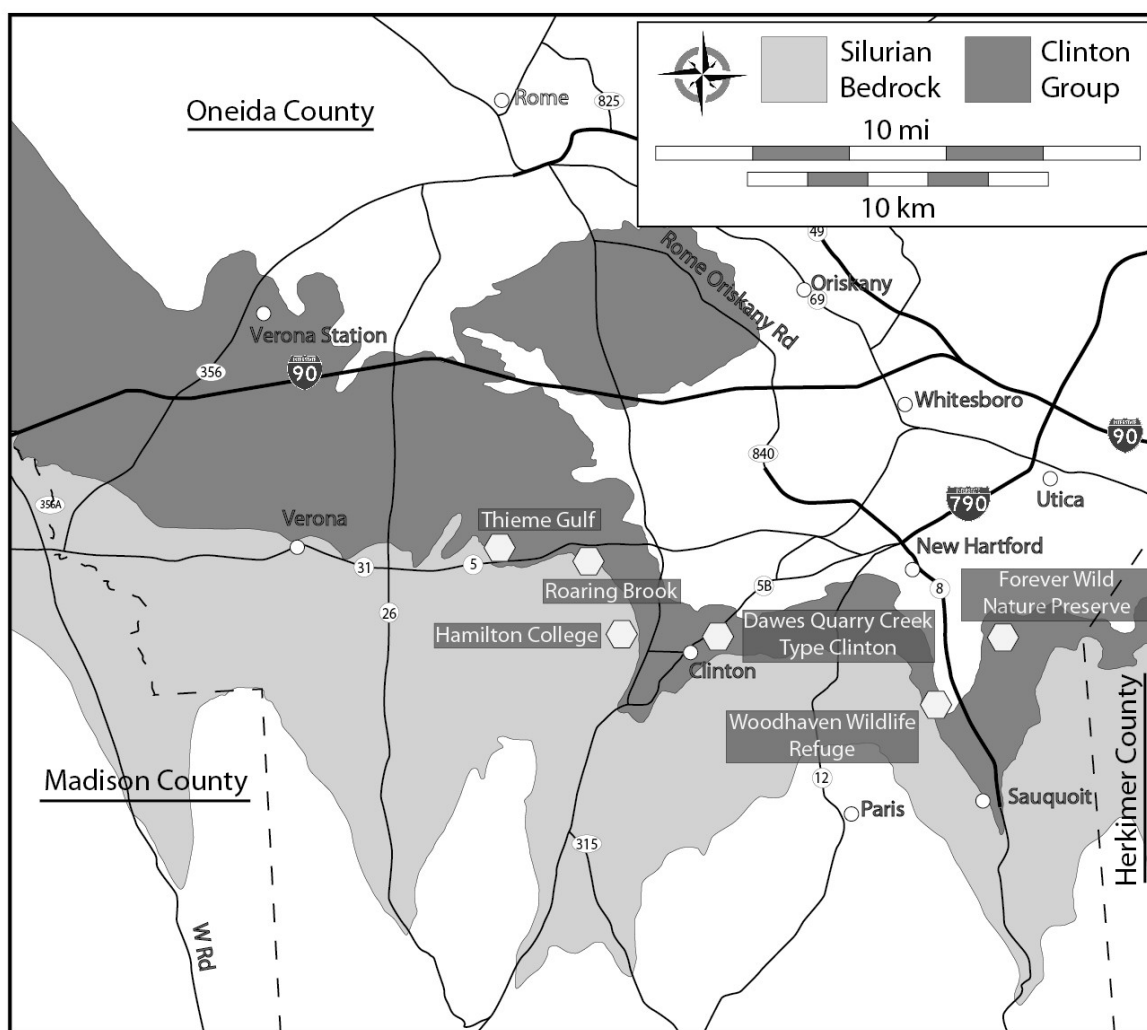 Silurian
Bedrock
Clinton
Group
10 mi
10 km
Oneida County
Rome
825
49
Oriskany
69
Rome Oriskany Rd
Verona Station
356
90
Whitesboro
90
840
790
Utica
356A
Verona
Thieme Gulf
31
5
New Hartford
Roaring Brook
5B
8
Forever Wild
Nature Preserve
26
Hamilton College
Dawes Quarry Creek
Type Clinton
Clinton
Woodhaven Wildlife
Refuge
Madison County
12
Sauquoit
Paris
315
Herkimer County
W Rd